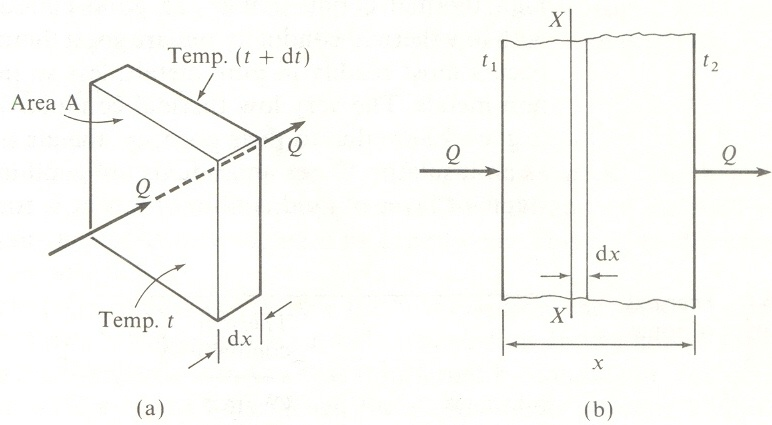 Temp. (t + dt)
Area A
Q
Q
Temp. t
dx
(a)
X
t1
t2
Q
Q
dx
X
x
(b)